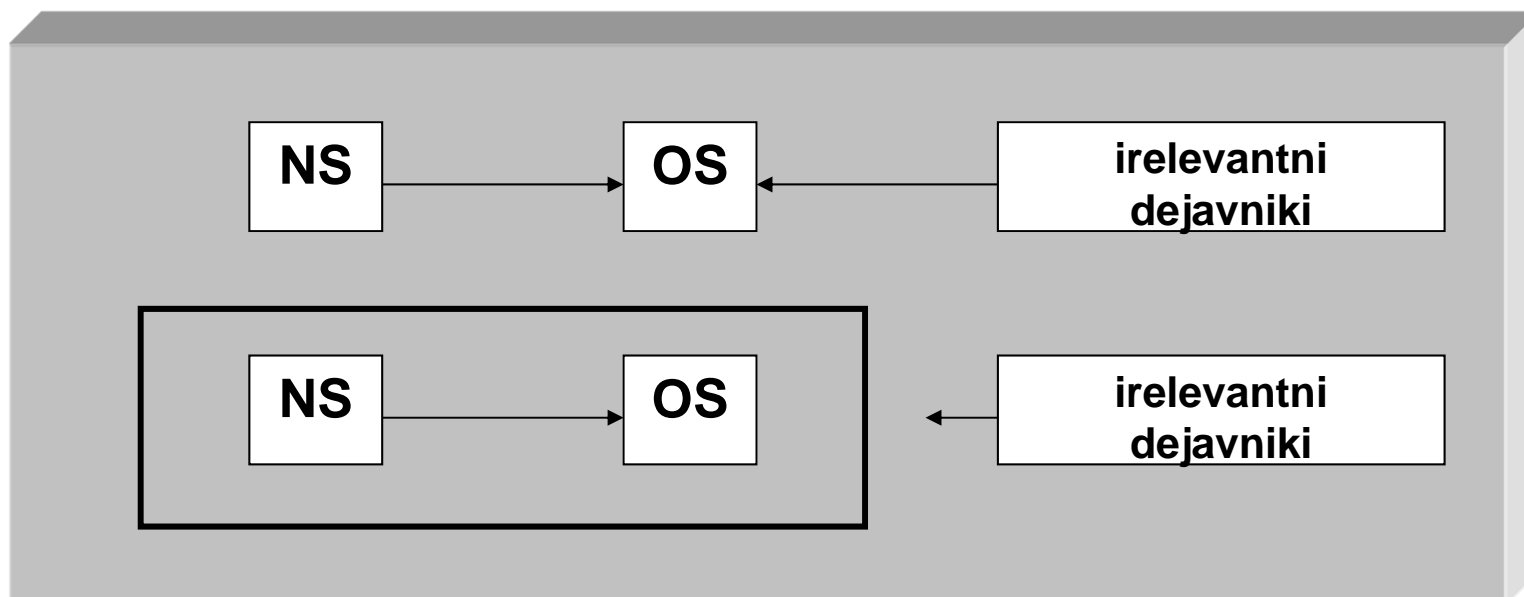 NS
OS
irelevantni
dejavniki
NS
OS
irelevantni
dejavniki